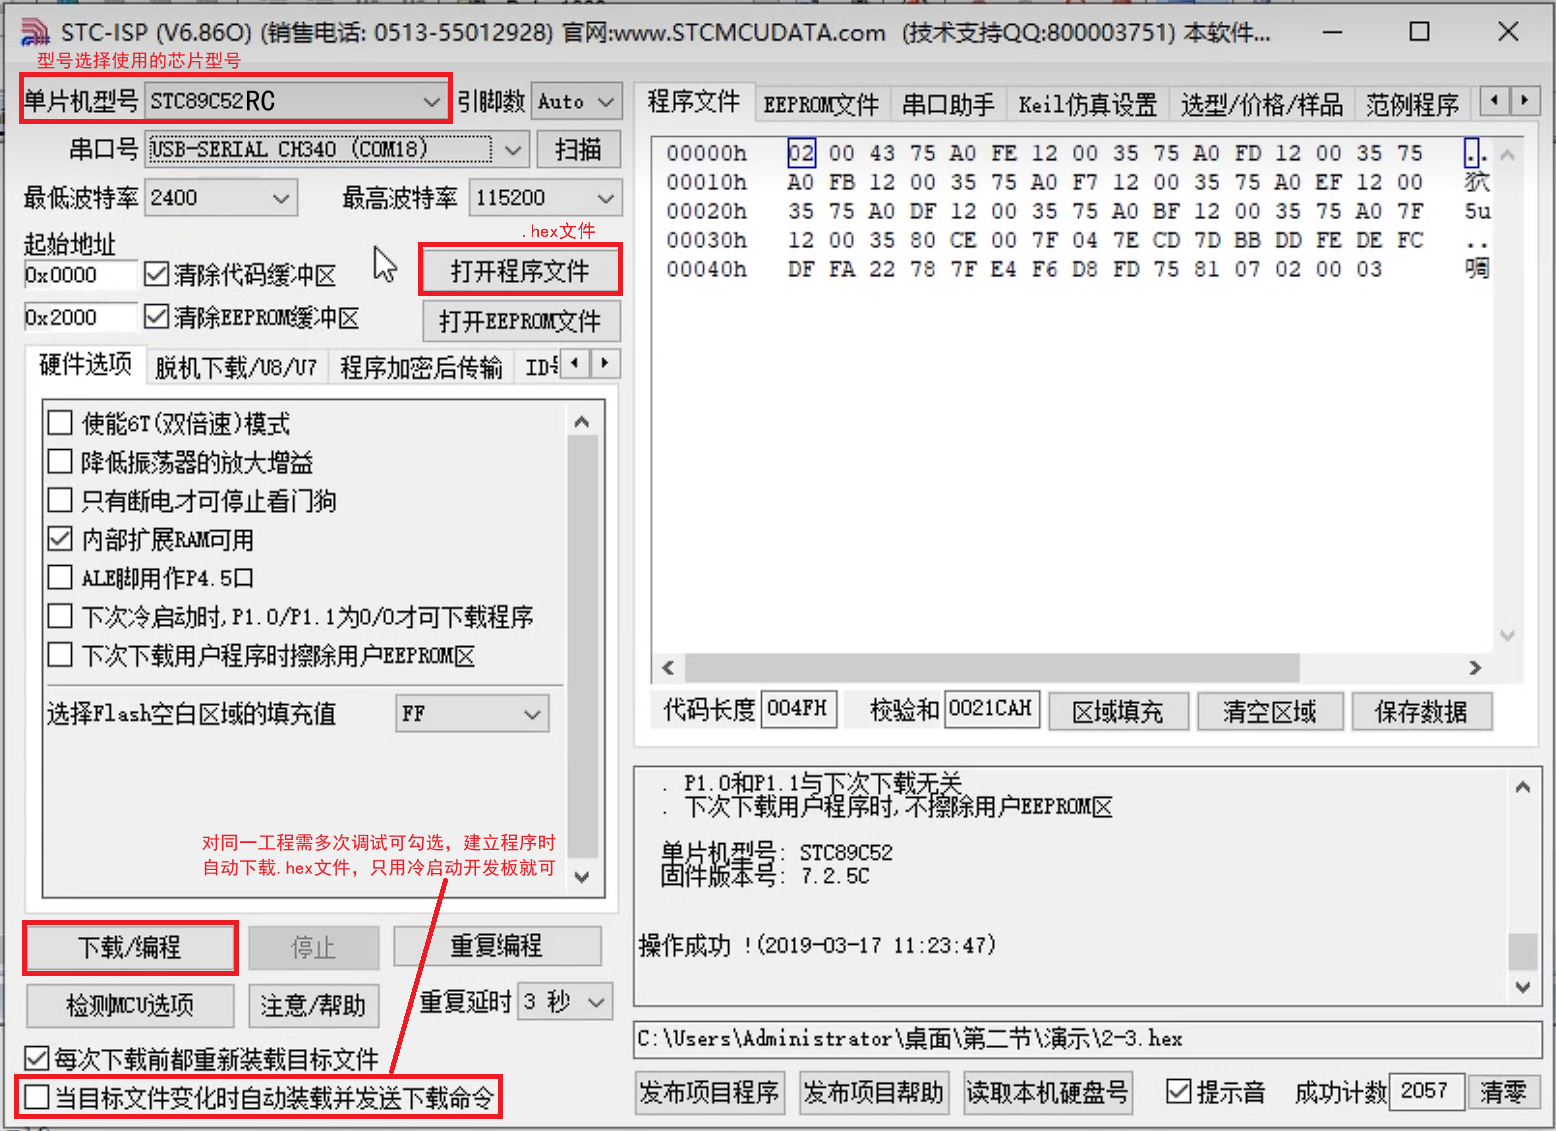 STC-ISP (V6.86O) (销售电话: 0513-55012928) 官网:www.STCMCUDATA.com (技术支持QQ:800003751) 本软件...
型号选择使用的芯片型号
单片机型号 STC89C52RC 引脚数 Auto
串口号 USB-SERIAL CH340 (COM18) 扫描
最低波特率 2400 最高波特率 115200
起始地址 .hex文件
0x0000 清除代码缓冲区 打开程序文件
0x2000 清除EEPROM缓冲区 打开EEPROM文件
硬件选项 脱机下载/U8/U7 程序加密后传输
使能6T(双倍速)模式
降低振荡器的放大增益
只有断电才可停止看门狗
内部扩展RAM可用
ALE脚用作P4.5口
下次冷启动时,P1.0/P1.1为0/0才可下载程序
下次下载用户程序时擦除用户EEPROM区
选择Flash空白区域的填充值 FF
对同一工程需多次调试可勾选, 建立程序时
自动下载.hex文件, 只用冷启动开发板就可
下载/编程 停止 重复编程
检测MCU选项 注意/帮助 重复延时 3 秒
每次下载前都重新装载目标文件
当目标文件变化时自动装载并发送下载命令
程序文件 EEPROM文件 串口助手 Keil仿真设置 选型/价格/样品 范例程序
00000h 02 00 43 75 A0 FE 12 00 35 75 A0 FD 12 00 35 75 ..
00010h A0 FB 12 00 35 75 A0 F7 12 00 35 75 A0 EF 12 00
00020h 35 75 A0 DF 12 00 35 75 A0 BF 12 00 35 75 A0 7F 5u
00030h 12 00 35 80 CE 00 7F 04 7E CD 7D BB DD FE DE FC ..
00040h DF FA 22 78 7F E4 F6 D8 FD 75 81 07 02 00 03
代码长度 004FH 校验和 0021CAH 区域填充 清空区域 保存数据
. P1.0和P1.1与下次下载无关
. 下次下载用户程序时,不擦除用户EEPROM区
单片机型号: STC89C52
固件版本号: 7.2.5C
操作成功 !(2019-03-17 11:23:47)
C:\Users\Administrator\桌面\第二节\演示\2-3.hex
发布项目程序 发布项目帮助 读取本机硬盘号 提示音 成功计数 2057 清零